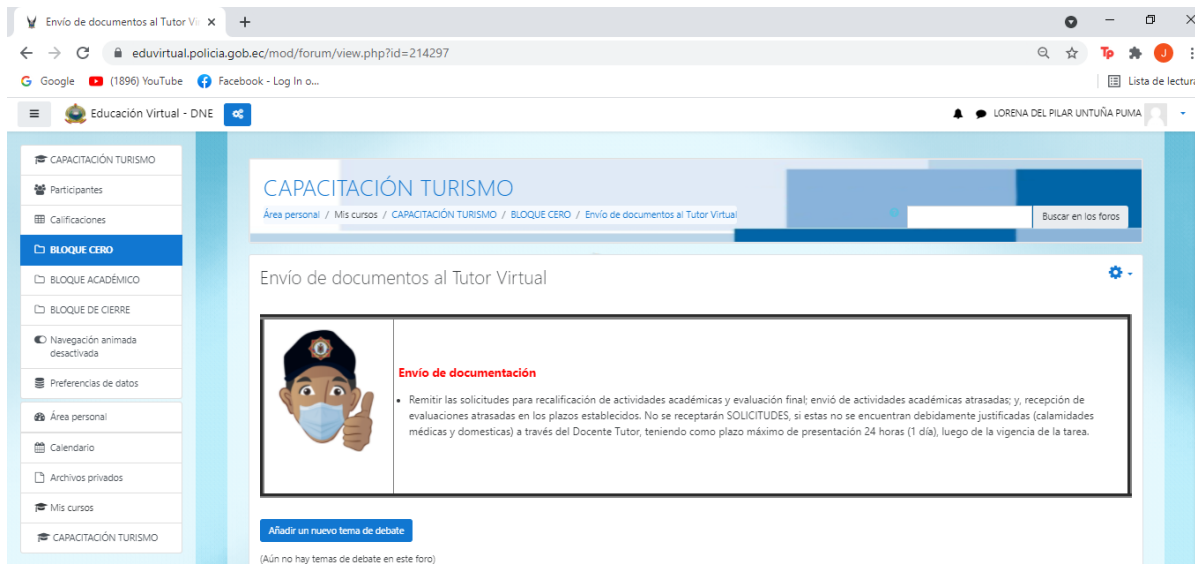 Envío de documentos al Tutor Vi
eduvirtual.policia.gob.ec/mod/forum/view.php?id=214297
Tp
J
Google
(1896) YouTube
Facebook - Log In o...
Lista de lectura
Educación Virtual - DNE
LORENA DEL PILAR UNTUÑA PUMA
CAPACITACIÓN TURISMO
Participantes
Calificaciones
BLOQUE CERO
BLOQUE ACADÉMICO
BLOQUE DE CIERRE
Navegación animada
desactivada
Preferencias de datos
Área personal
Calendario
Archivos privados
Mis cursos
CAPACITACIÓN TURISMO
CAPACITACIÓN TURISMO
Área personal / Mis cursos / CAPACITACIÓN TURISMO / BLOQUE CERO / Envío de documentos al Tutor Virtual
Buscar en los foros
Envío de documentos al Tutor Virtual
Envío de documentación
• Remitir las solicitudes para recalificación de actividades académicas y evaluación final; envió de actividades académicas atrasadas; y, recepción de
evaluaciones atrasadas en los plazos establecidos. No se receptarán SOLICITUDES, si estas no se encuentran debidamente justificadas (calamidades
médicas y domesticas) a través del Docente Tutor, teniendo como plazo máximo de presentación 24 horas (1 día), luego de la vigencia de la tarea.
Añadir un nuevo tema de debate
(Aún no hay temas de debate en este foro)